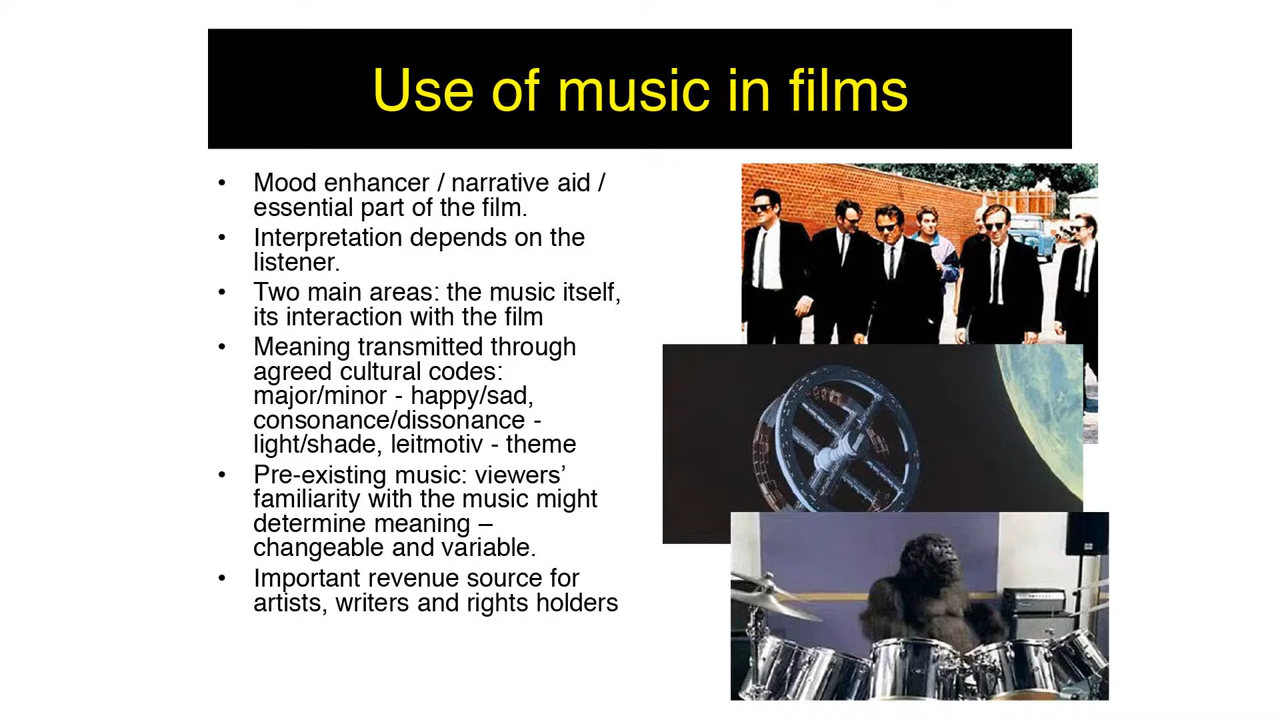 Use of music in films
• Mood enhancer / narrative aid /
essential part of the film.
• Interpretation depends on the
listener.
• Two main areas: the music itself,
its interaction with the film
• Meaning transmitted through
agreed cultural codes:
major/minor - happy/sad,
consonance/dissonance -
light/shade, leitmotiv - theme
• Pre-existing music: viewers’
familiarity with the music might
determine meaning –
changeable and variable.
• Important revenue source for
artists, writers and rights holders